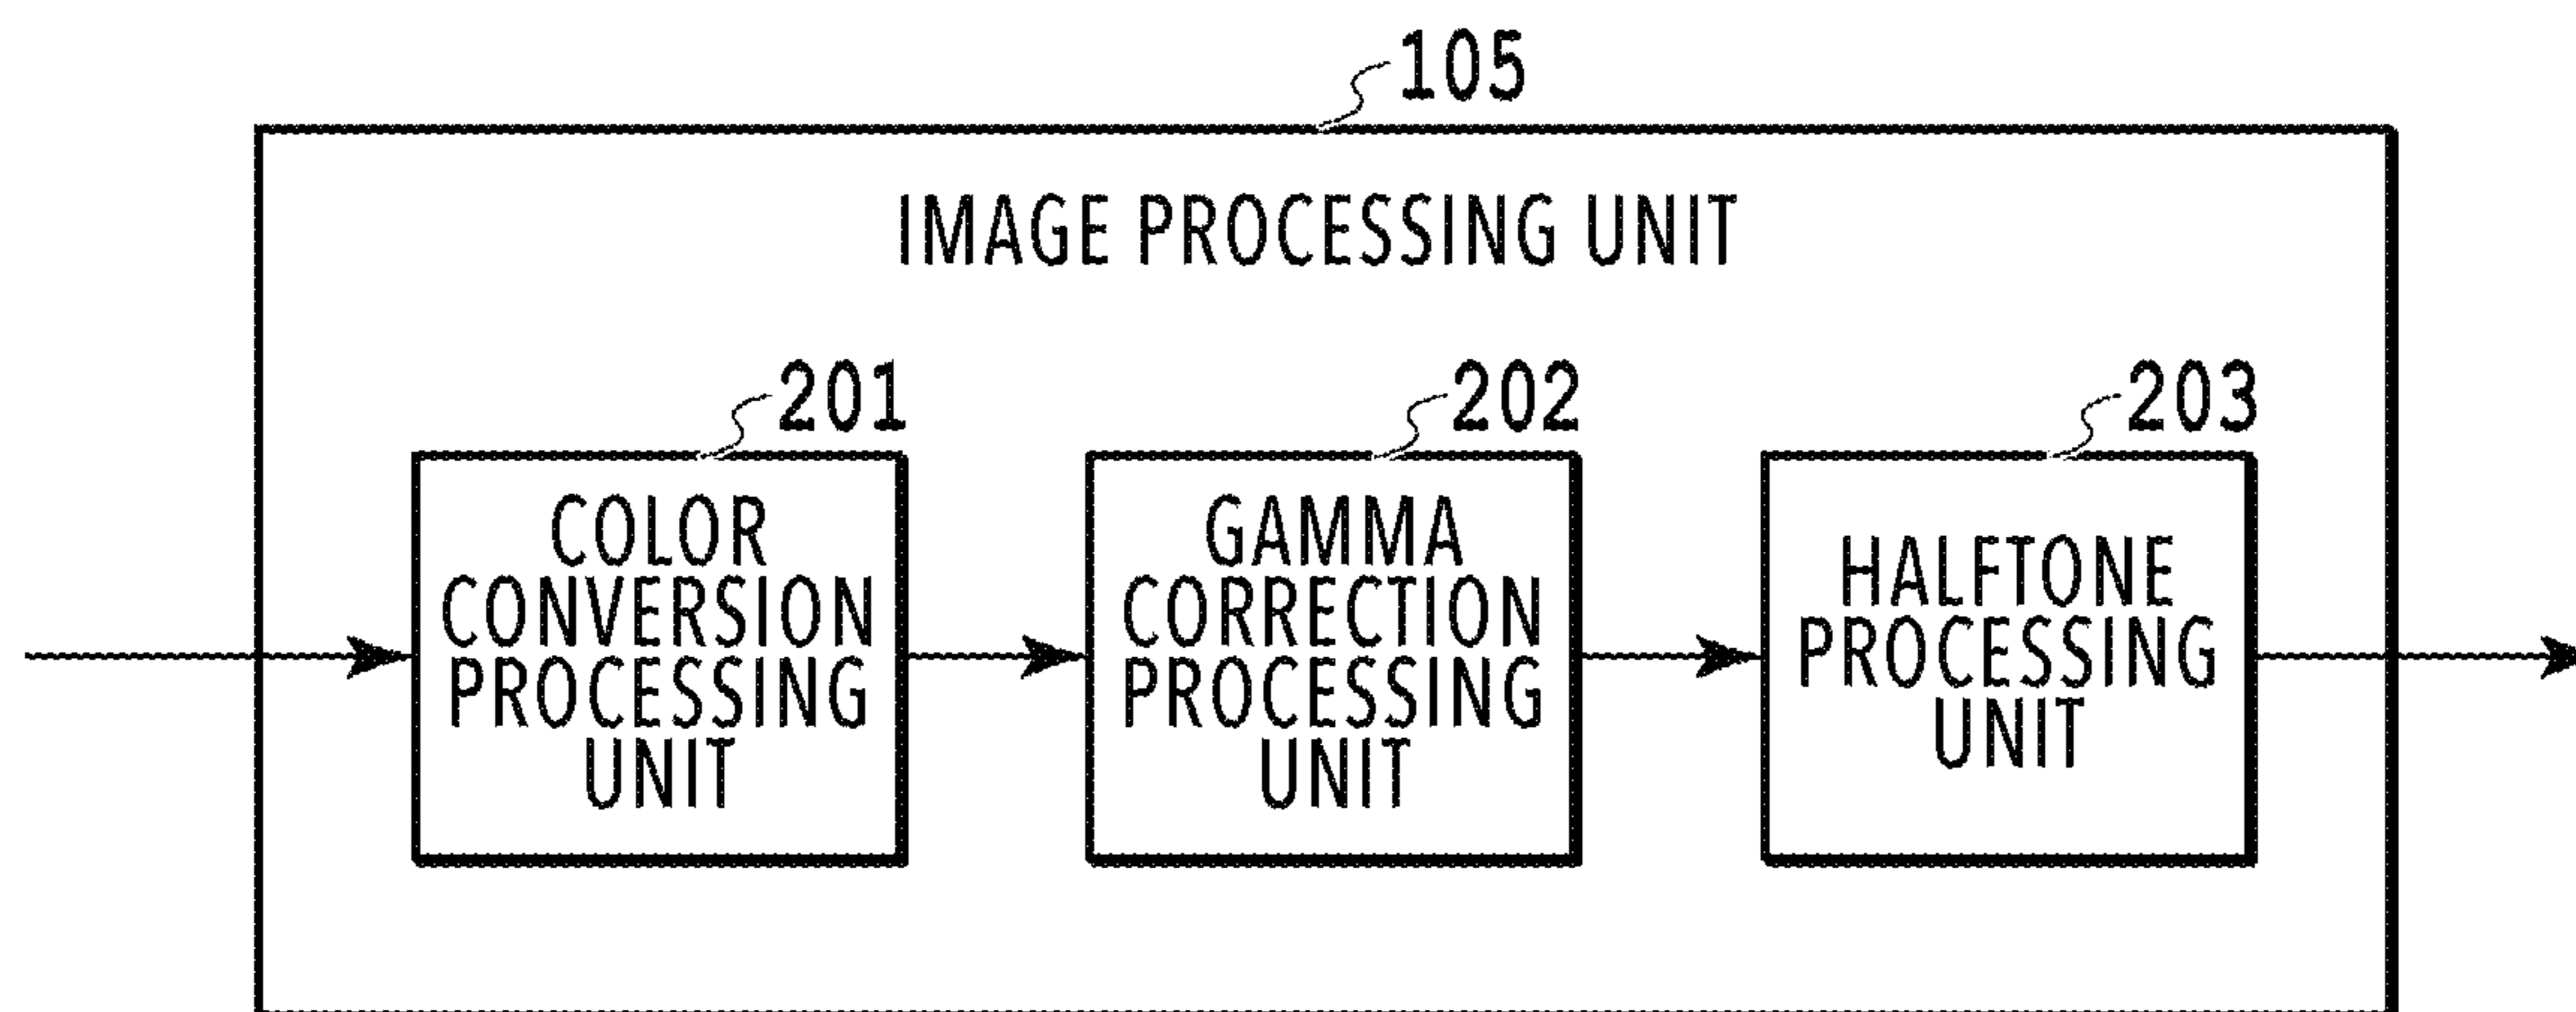 105
IMAGE PROCESSING UNIT
201
COLOR
CONVERSION
PROCESSING
UNIT
202
GAMMA
CORRECTION
PROCESSING
UNIT
203
HALFTONE
PROCESSING
UNIT